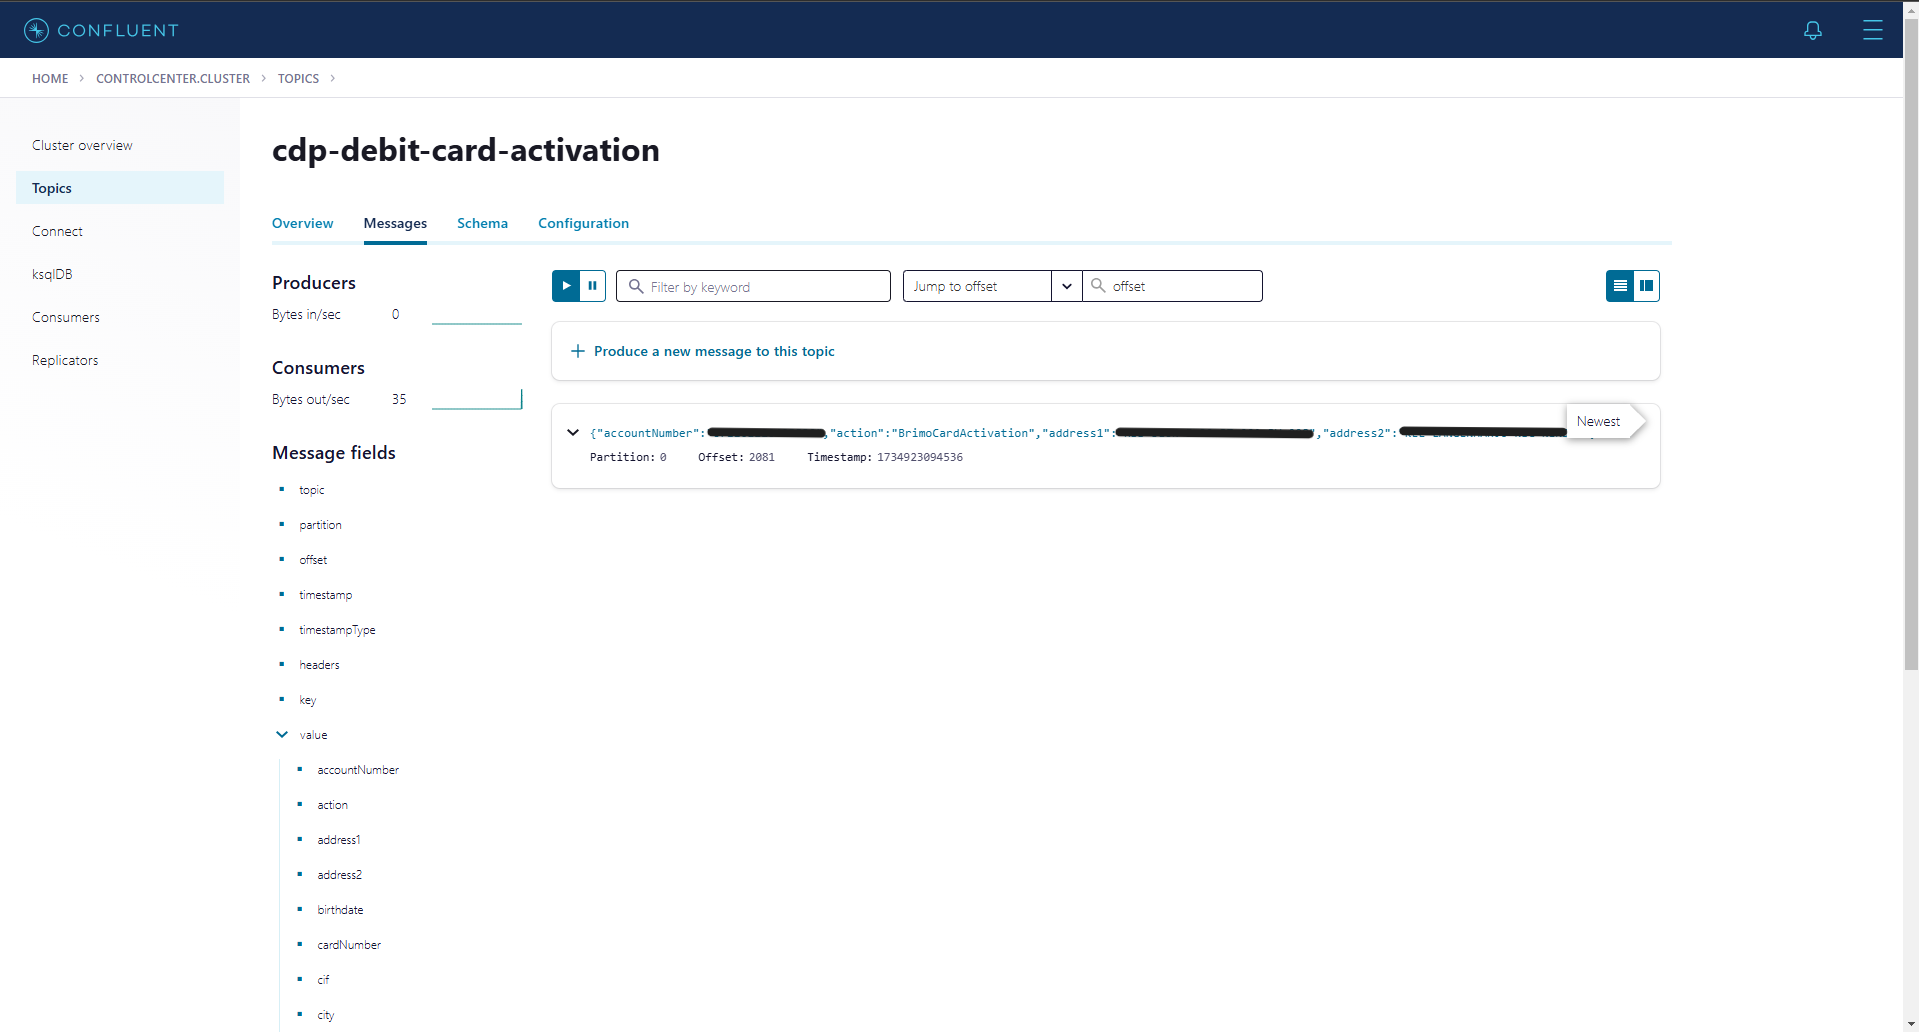 CONFLUENT
HOME > CONTROLCENTER.CLUSTER > TOPICS >
Cluster overview
Topics
Connect
ksqlDB
Consumers
Replicators
cdp-debit-card-activation
Overview Messages Schema Configuration
Producers
Bytes in/sec 0
Consumers
Bytes out/sec 35
Message fields
topic
partition
offset
timestamp
timestampType
headers
key
value
accountNumber
action
address1
address2
birthdate
cardNumber
cif
city
Filter by keyword
Jump to offset
offset
Produce a new message to this topic
{"accountNumber": ,"action":"BrimoCardActivation","address1": ,"address2":
Newest
Partition: 0 Offset: 2081 Timestamp: 1734923094536